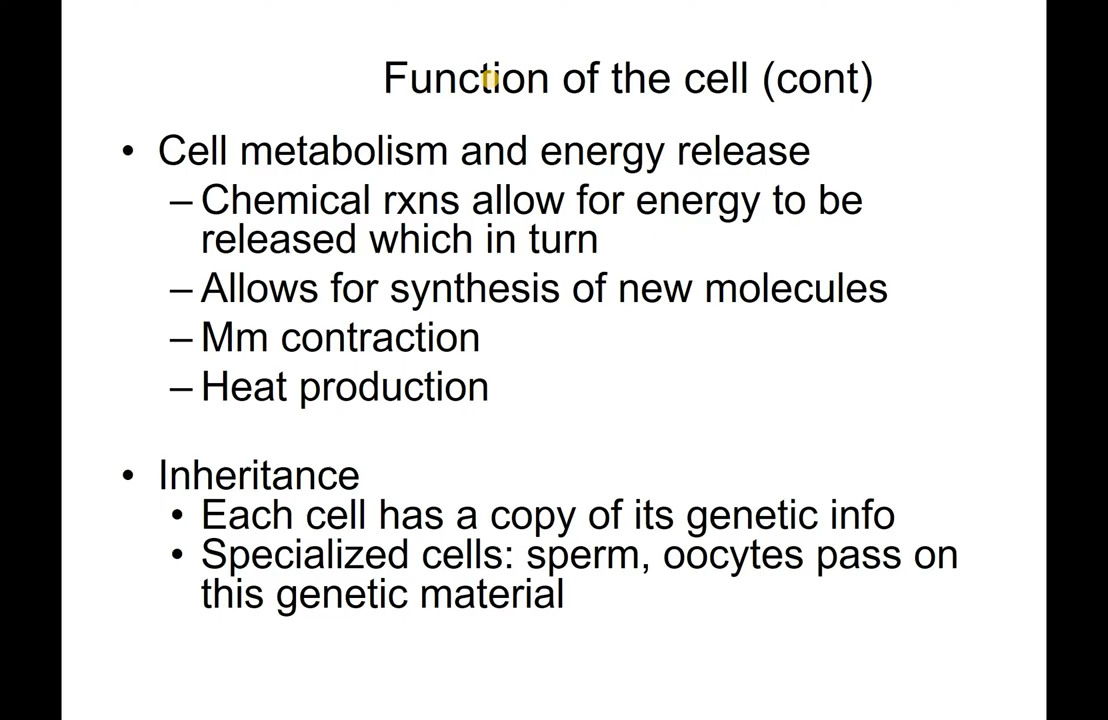 Function of the cell (cont)
• Cell metabolism and energy release
– Chemical rxns allow for energy to be
released which in turn
– Allows for synthesis of new molecules
– Mm contraction
– Heat production
• Inheritance
• Each cell has a copy of its genetic info
• Specialized cells: sperm, oocytes pass on
this genetic material